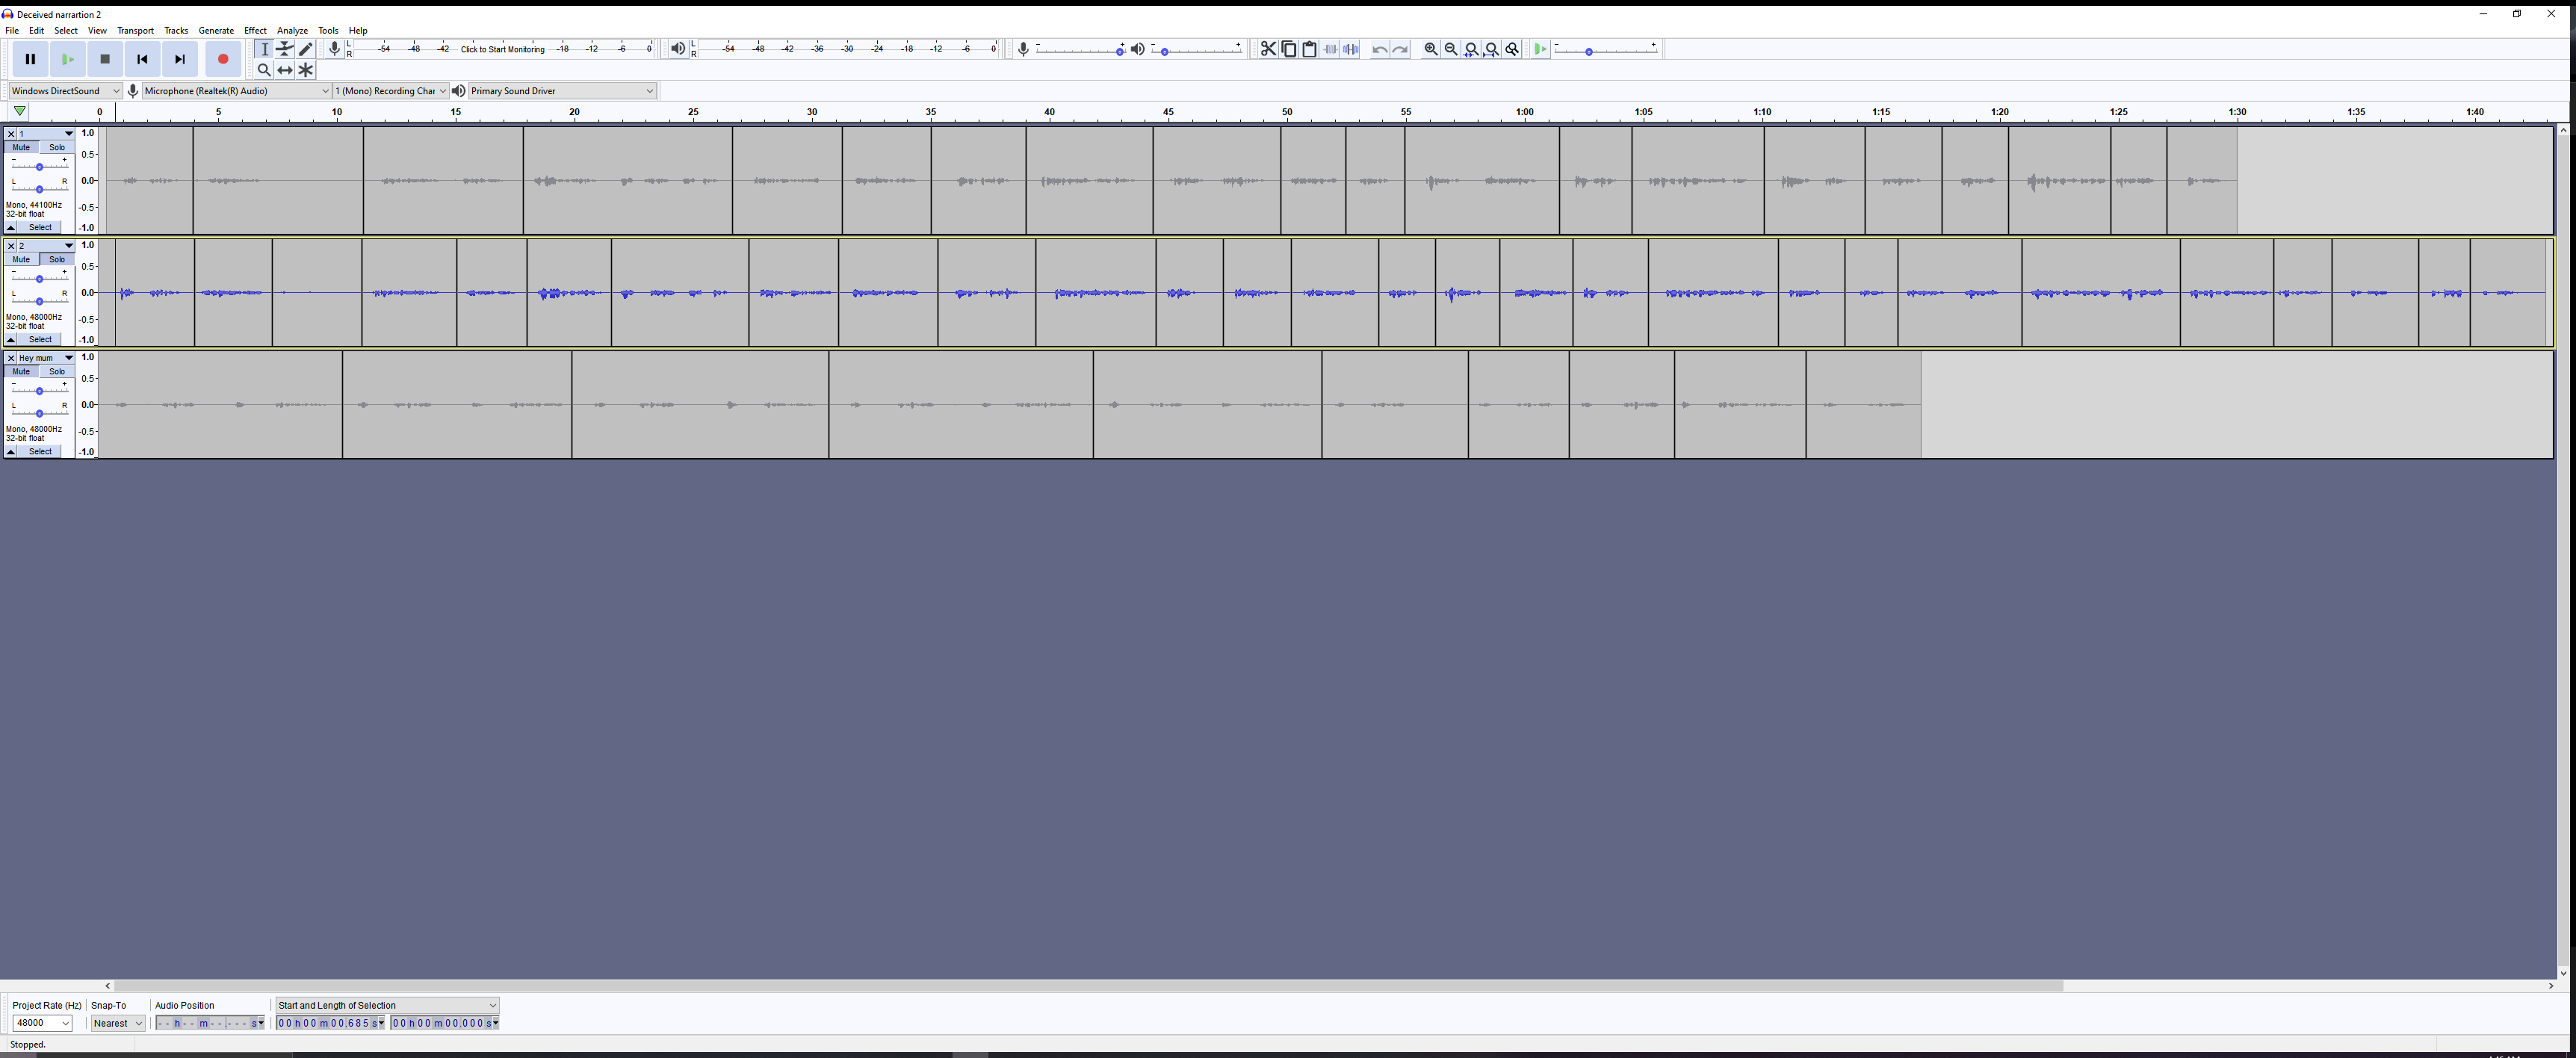 Deceived narrartion 2
File Edit Select View Transport Tracks Generate Effect Analyze Tools Help
L R -54 -48 -42 Click to Start Monitoring -18 -12 -6 0 L R -54 -48 -42 -36 -30 -24 -18 -12 -6 0 - + - + - +
Windows DirectSound Microphone (Realtek(R) Audio) 1 (Mono) Recording Char Primary Sound Driver
0 5 10 15 20 25 30 35 40 45 50 55 1:00 1:05 1:10 1:15 1:20 1:25 1:30 1:35 1:40
1 1.0
Mute Solo
- + 0.5
L R 0.0
Mono, 44100Hz -0.5
32-bit float
Select -1.0
2 1.0
Mute Solo
- + 0.5
L R 0.0
Mono, 48000Hz -0.5
32-bit float
Select -1.0
Hey mum 1.0
Mute Solo
- + 0.5
L R 0.0
Mono, 48000Hz -0.5
32-bit float
Select -1.0
Project Rate (Hz) Snap-To Audio Position Start and Length of Selection
48000 Nearest - - h - - m - - . - - - s 00 h 00 m 00.685 s 00 h 00 m 00.000 s
Stopped.